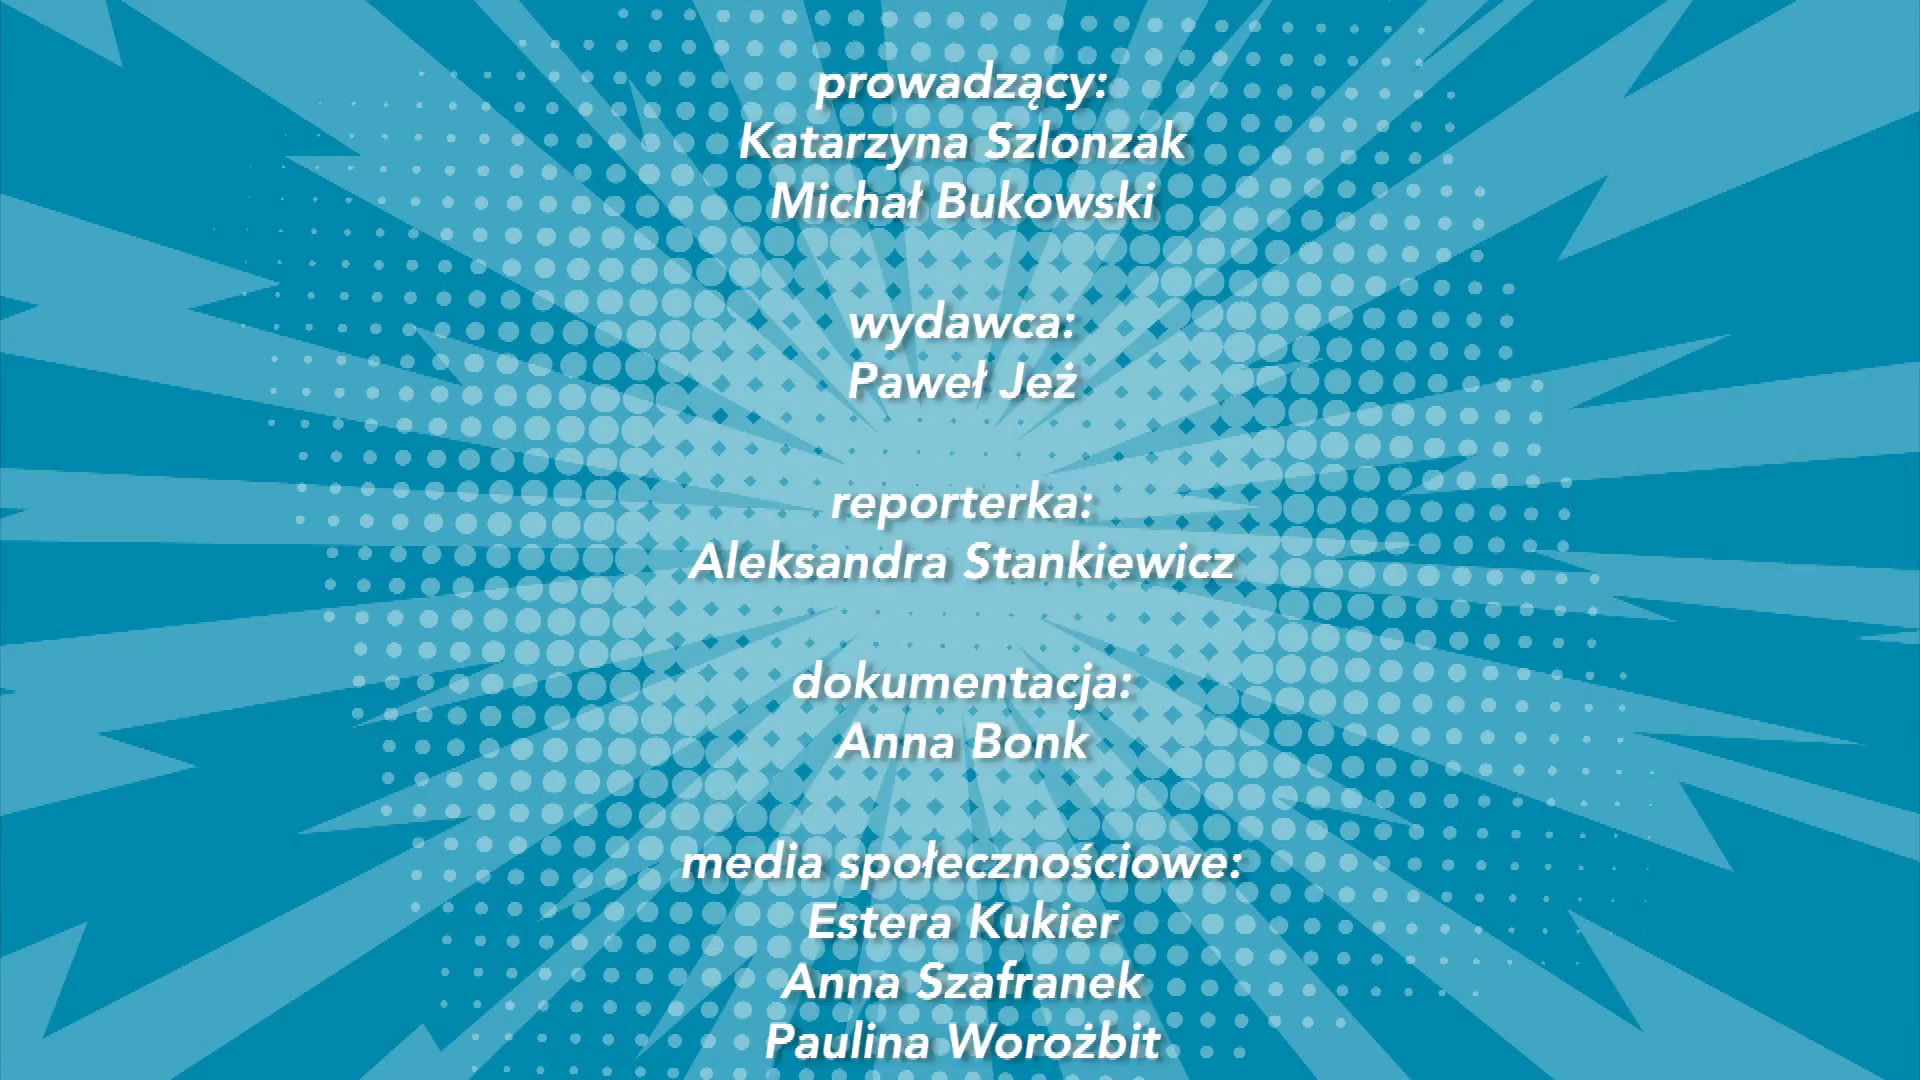 prowadzący:
Katarzyna Szlonzak
Michał Bukowski
wydawca:
Paweł Jeż
reporterka:
Aleksandra Stankiewicz
dokumentacja:
Anna Bonk
media społecznościowe:
Estera Kukier
Anna Szafranek
Paulina Worożbit